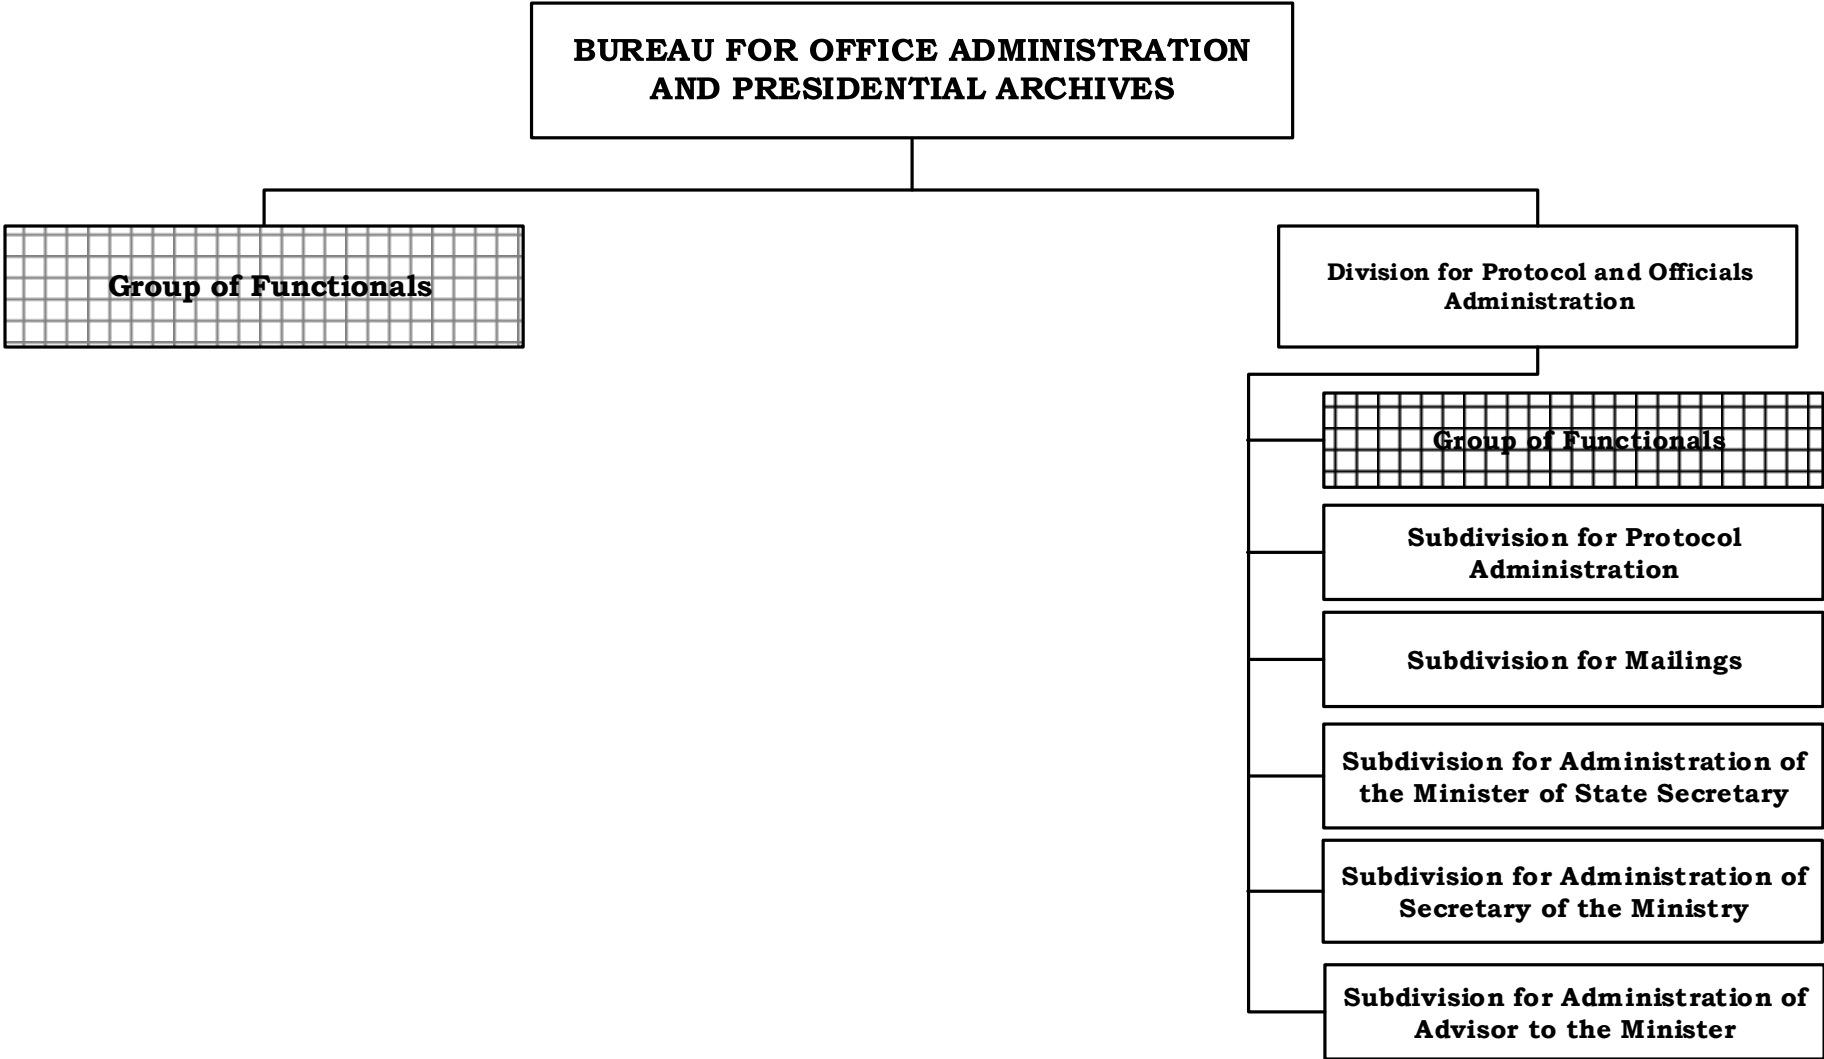 BUREAU FOR OFFICE ADMINISTRATION
AND PRESIDENTIAL ARCHIVES
Group of Functionals
Division for Protocol and Officials
Administration
Group of Functionals
Subdivision for Protocol
Administration
Subdivision for Mailings
Subdivision for Administration of
the Minister of State Secretary
Subdivision for Administration of
Secretary of the Ministry
Subdivision for Administration of
Advisor to the Minister